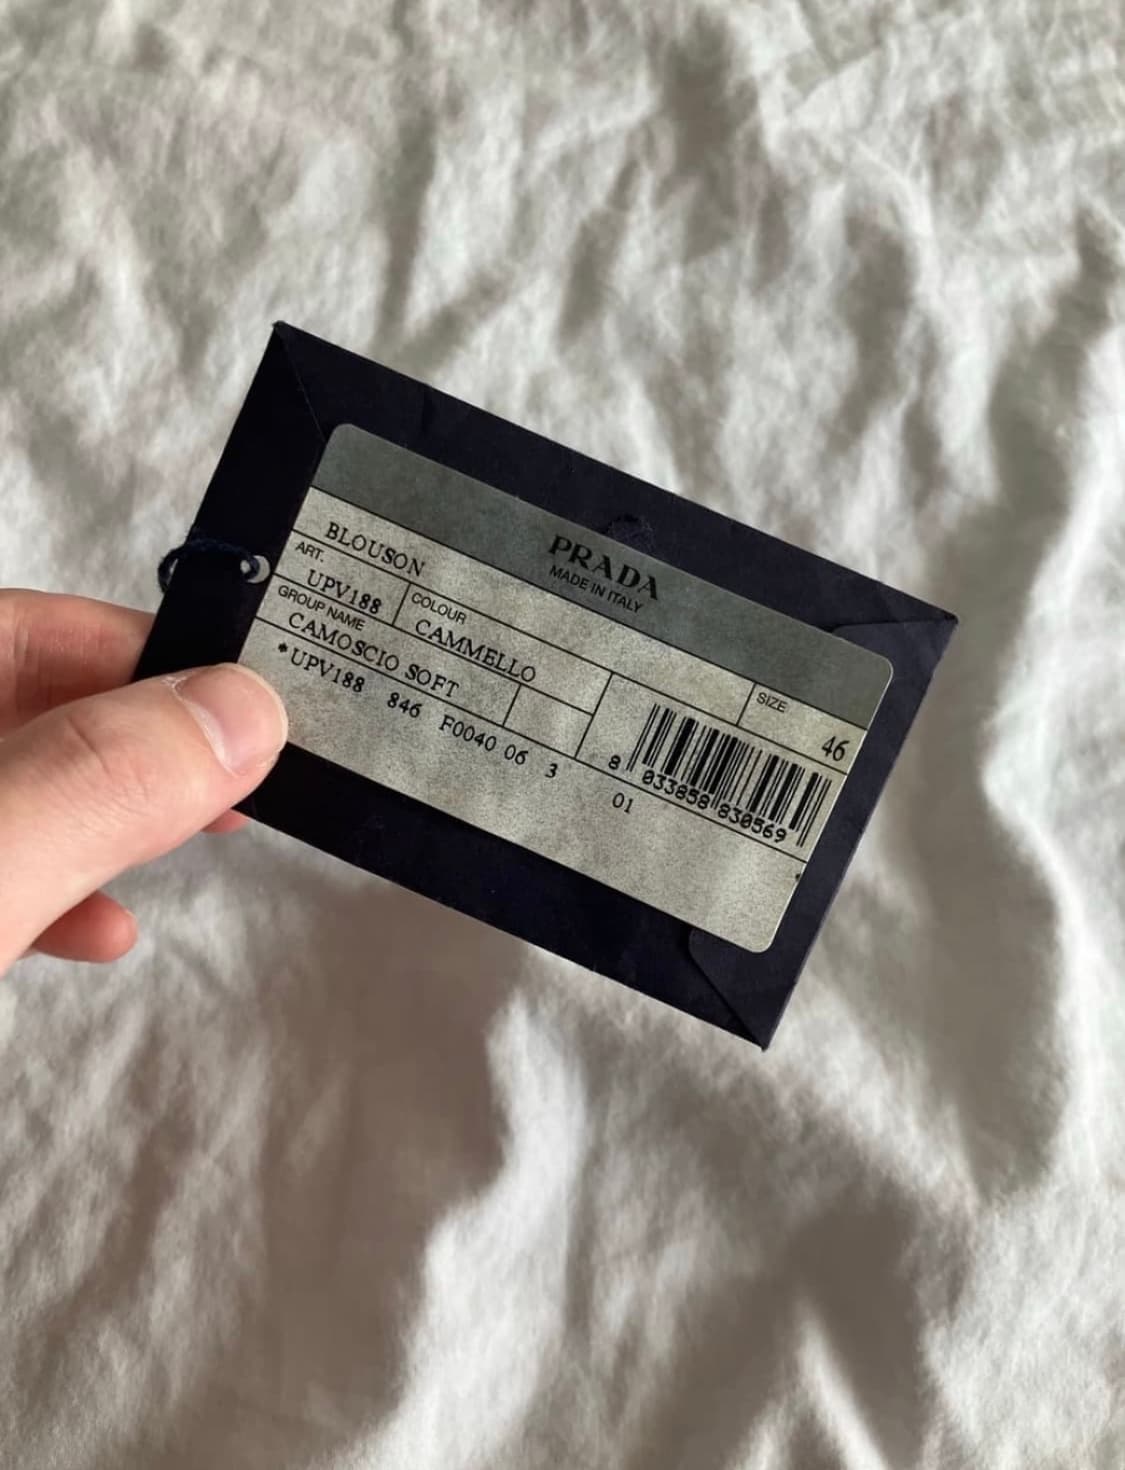 PRADA
MADE IN ITALY
BLOUSON
ART.
UPV188
COLOUR
CAMMELLO
SIZE
46
GROUP NAME
CAMOSCIO SOFT
*UPV188 846 F0040 06 3 01
8 033858 830569